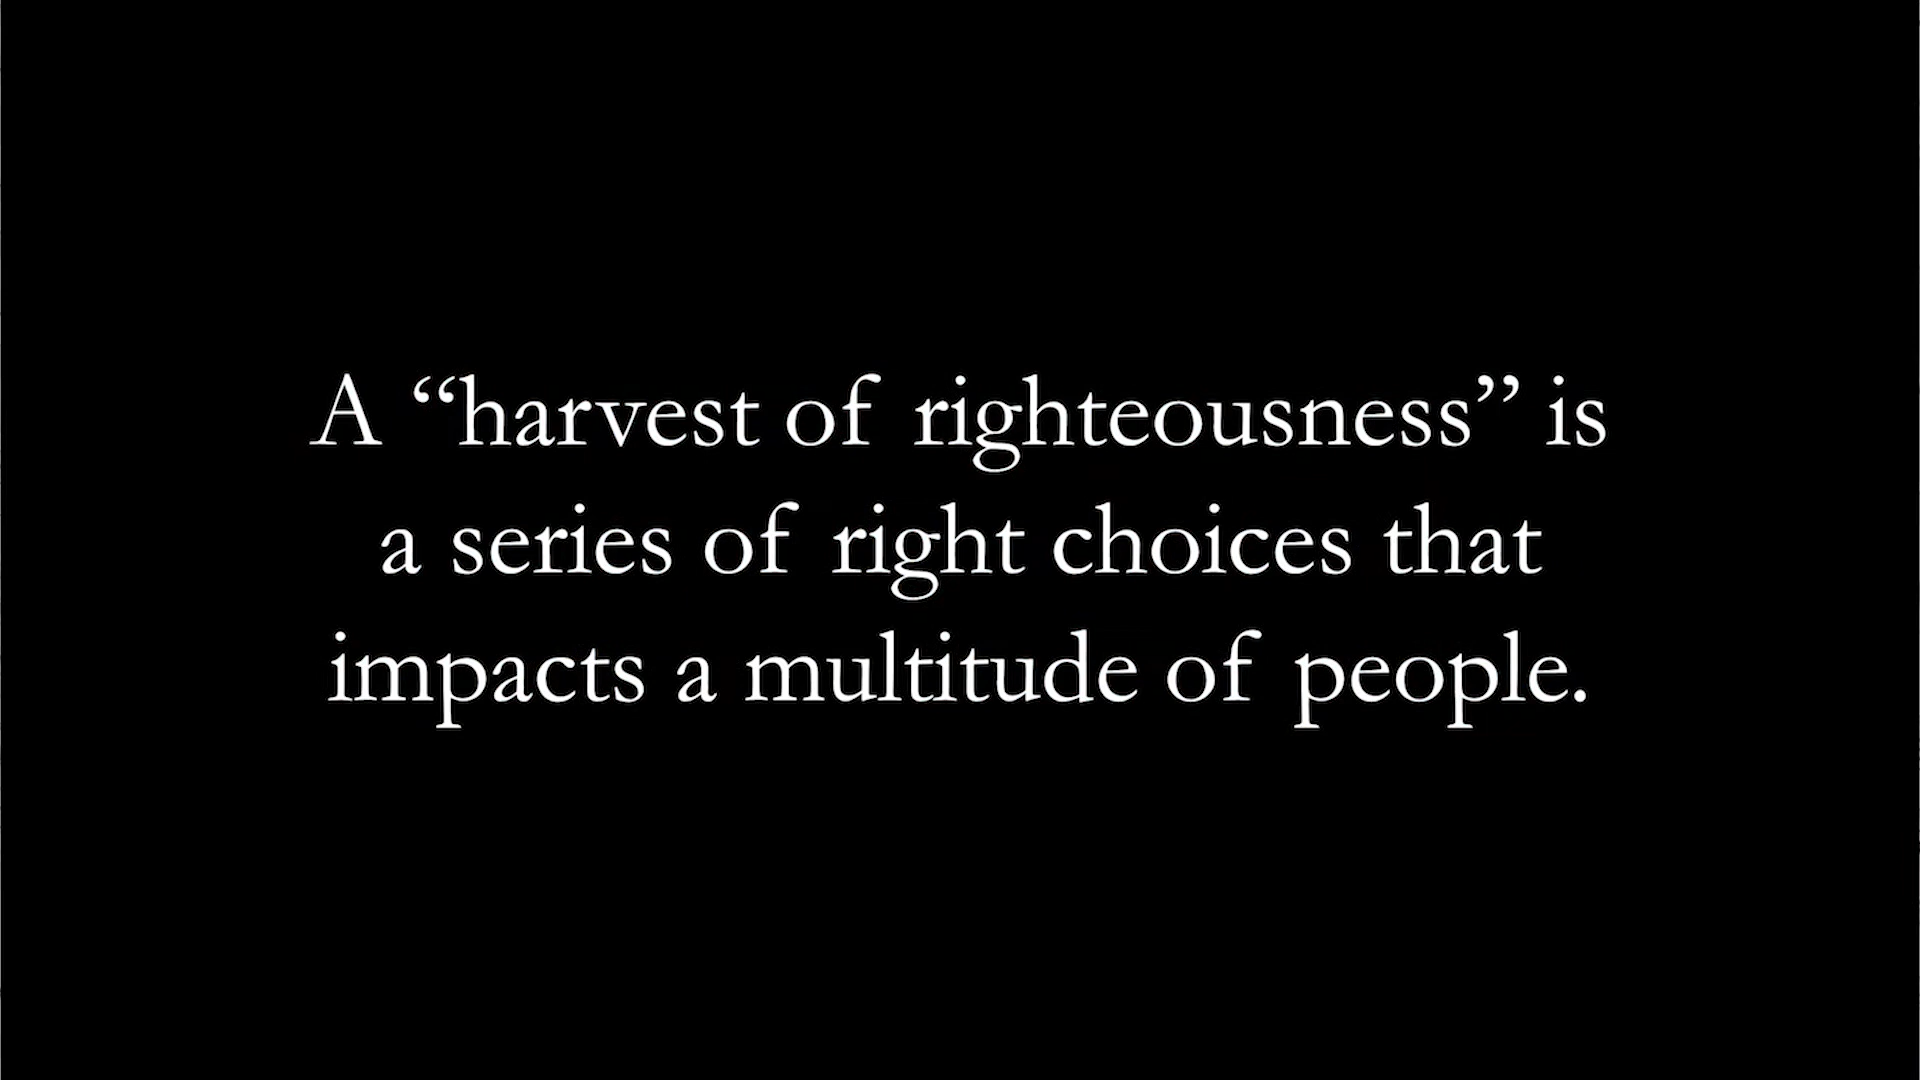 A “harvest of righteousness” is
a series of right choices that
impacts a multitude of people.